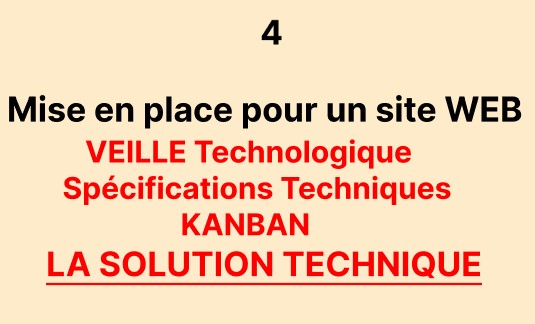 4
Mise en place pour un site WEB
VEILLE Technologique
Spécifications Techniques
KANBAN
LA SOLUTION TECHNIQUE